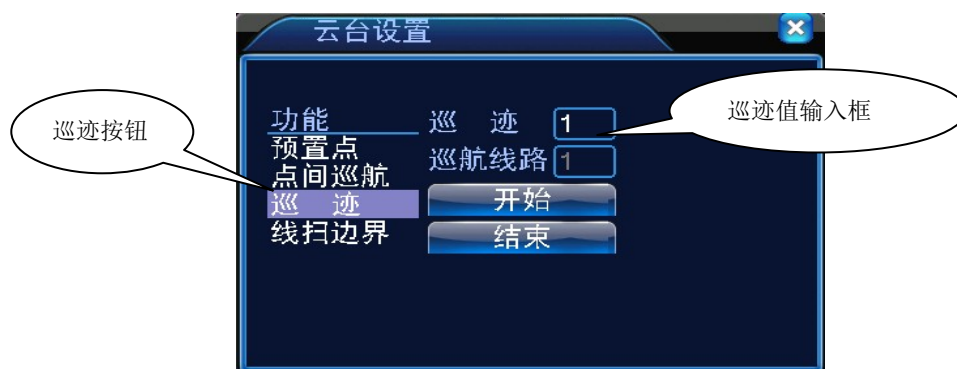 云台设置
巡迹按钮
巡迹值输入框
功能
预置点
点间巡航
巡 迹
线扫边界
巡 迹 1
巡航线路 1
开始
结束